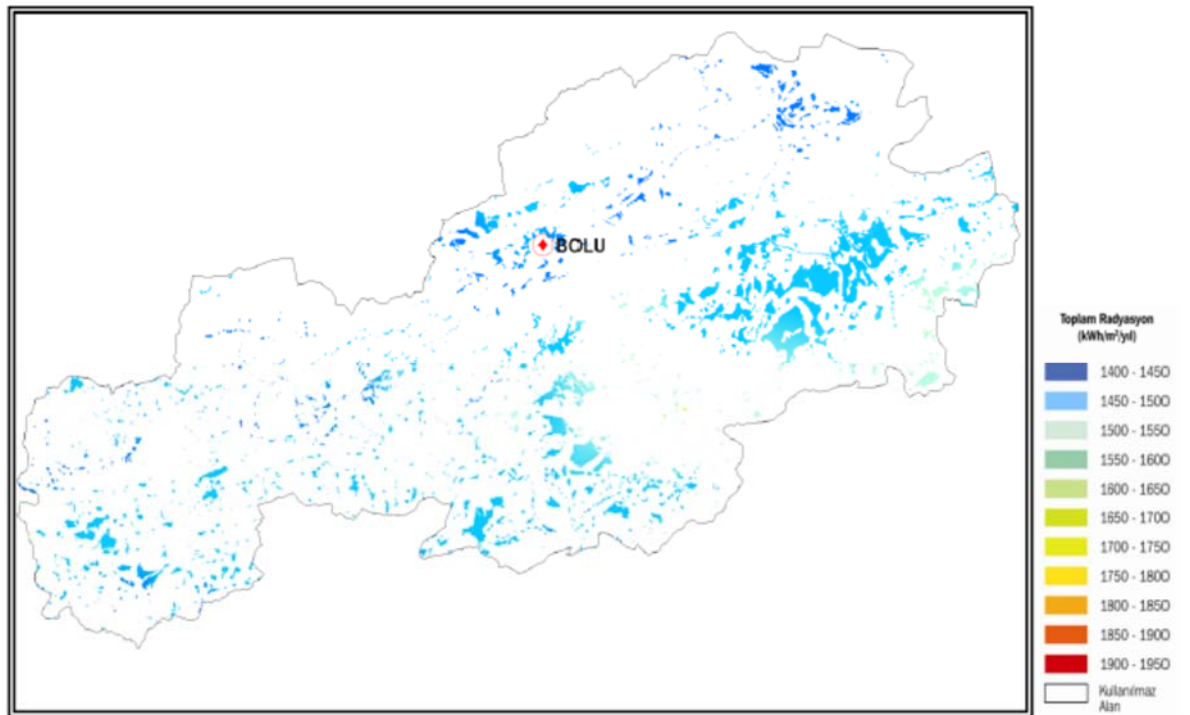 BOLU
Toplam Radyasyon
(kWh/m²/yıl)
1400 - 1450
1450 - 1500
1500 - 1550
1550 - 1600
1600 - 1650
1650 - 1700
1700 - 1750
1750 - 1800
1800 - 1850
1850 - 1900
1900 - 1950
Kullanılmaz
Alan